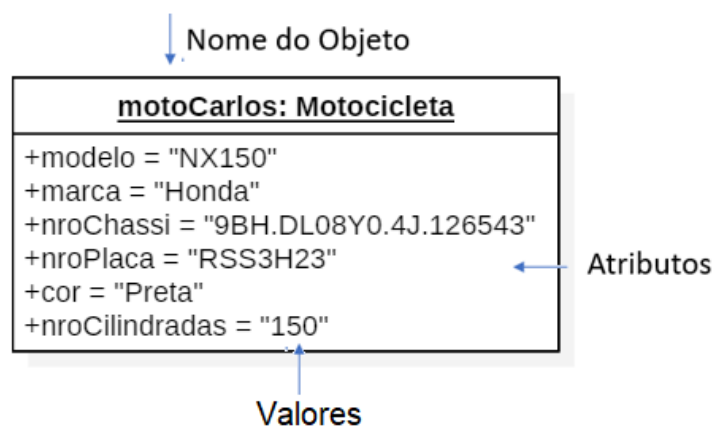 Nome do Objeto
motoCarlos: Motocicleta
+modelo = "NX150"
+marca = "Honda"
+nroChassi = "9BH.DL08Y0.4J.126543"
+nroPlaca = "RSS3H23"
+cor = "Preta"
+nroCilindradas = "150"
Atributos
Valores